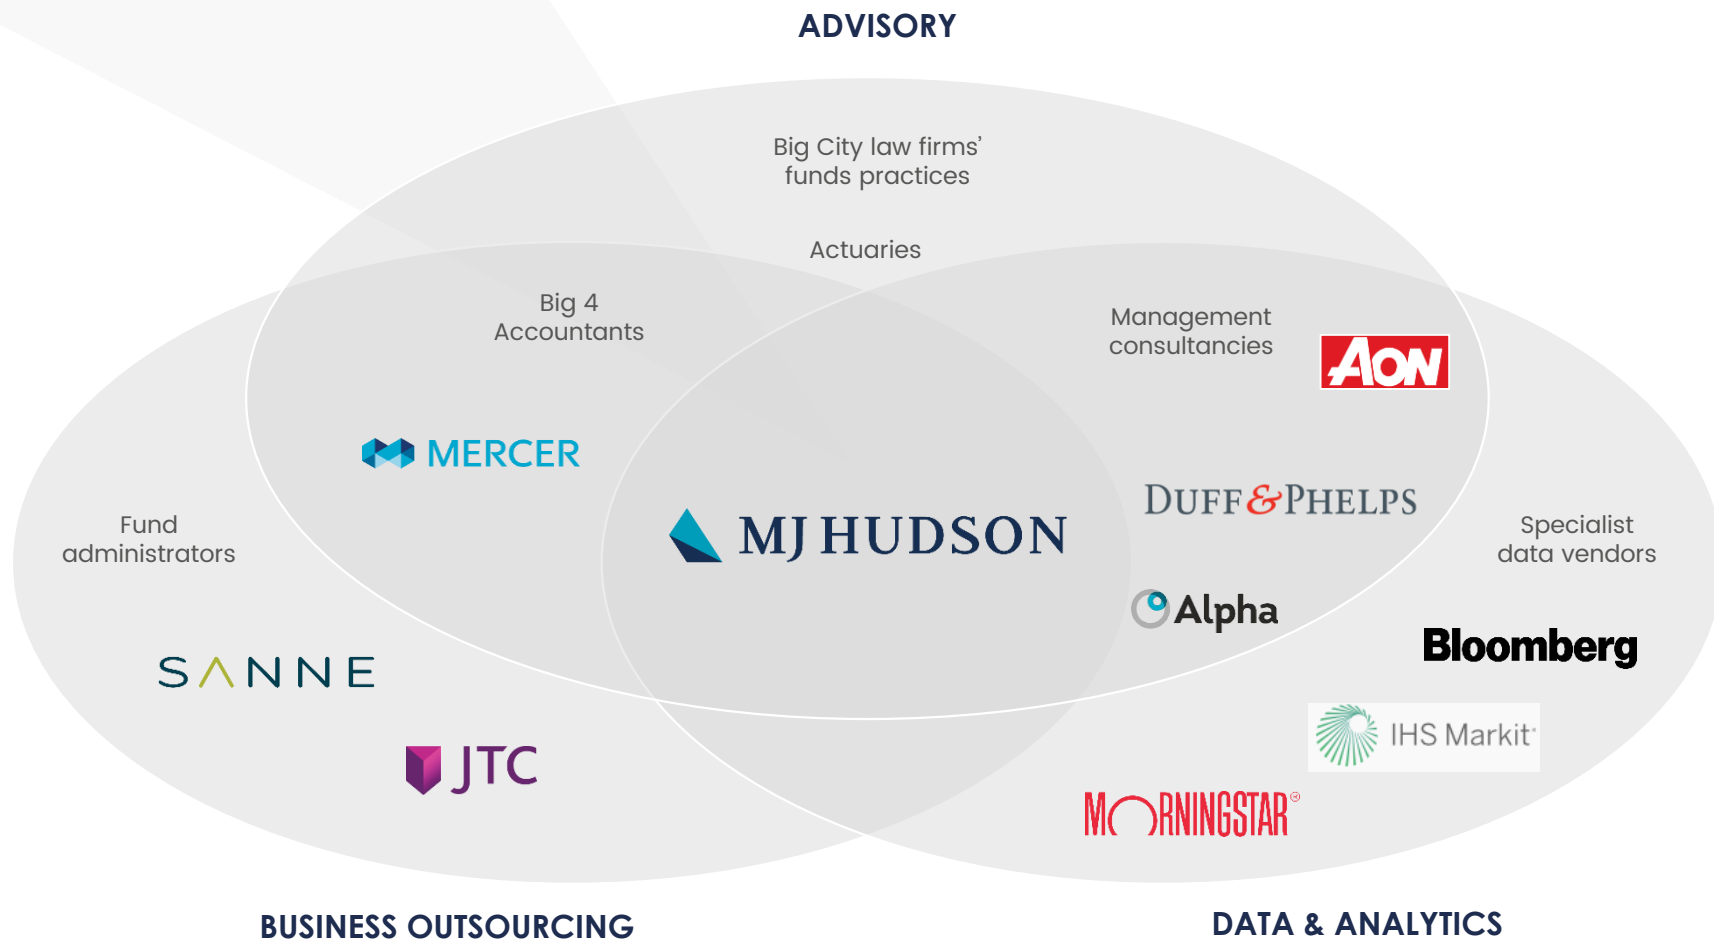 ADVISORY
Big City law firms’
funds practices
Actuaries
Big 4
Accountants
Management
consultancies
AON
MERCER
DUFF & PHELPS
MJ HUDSON
Fund
administrators
Specialist
data vendors
Alpha
Bloomberg
SANNE
IHS Markit®
JTC
MORNINGSTAR®
BUSINESS OUTSOURCING
DATA & ANALYTICS